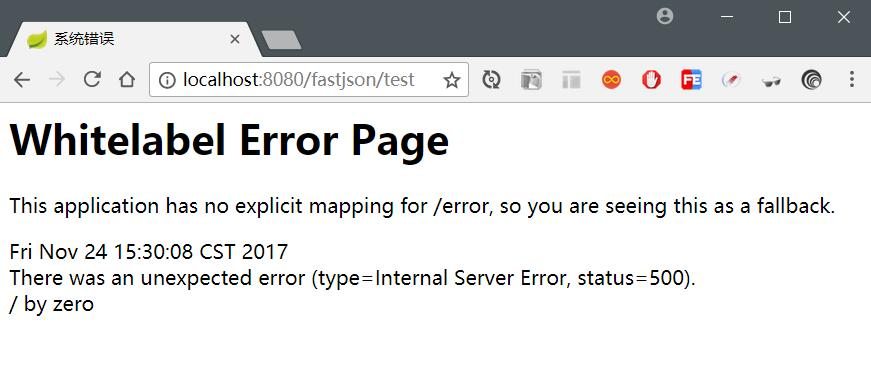 系统错误
localhost:8080/fastjson/test
Whitelabel Error Page
This application has no explicit mapping for /error, so you are seeing this as a fallback.
Fri Nov 24 15:30:08 CST 2017
There was an unexpected error (type=Internal Server Error, status=500).
/ by zero